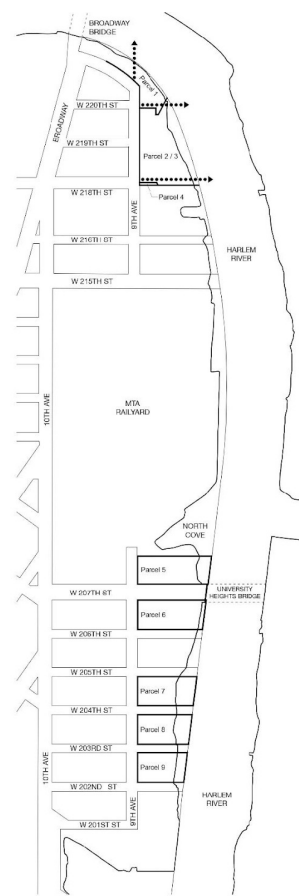 BROADWAY
BRIDGE
Parcel 1
BROADWAY
W 220TH ST
W 219TH ST
Parcel 2 / 3
W 218TH ST
Parcel 4
9TH AVE
W 216TH ST
HARLEM
RIVER
W 215TH ST
10TH AVE
MTA
RAILYARD
NORTH
COVE
Parcel 5
W 207TH ST
UNIVERSITY
HEIGHTS BRIDGE
Parcel 6
W 206TH ST
W 205TH ST
Parcel 7
W 204TH ST
Parcel 8
W 203RD ST
10TH AVE
Parcel 9
W 202ND ST
9TH AVE
HARLEM
RIVER
W 201ST ST